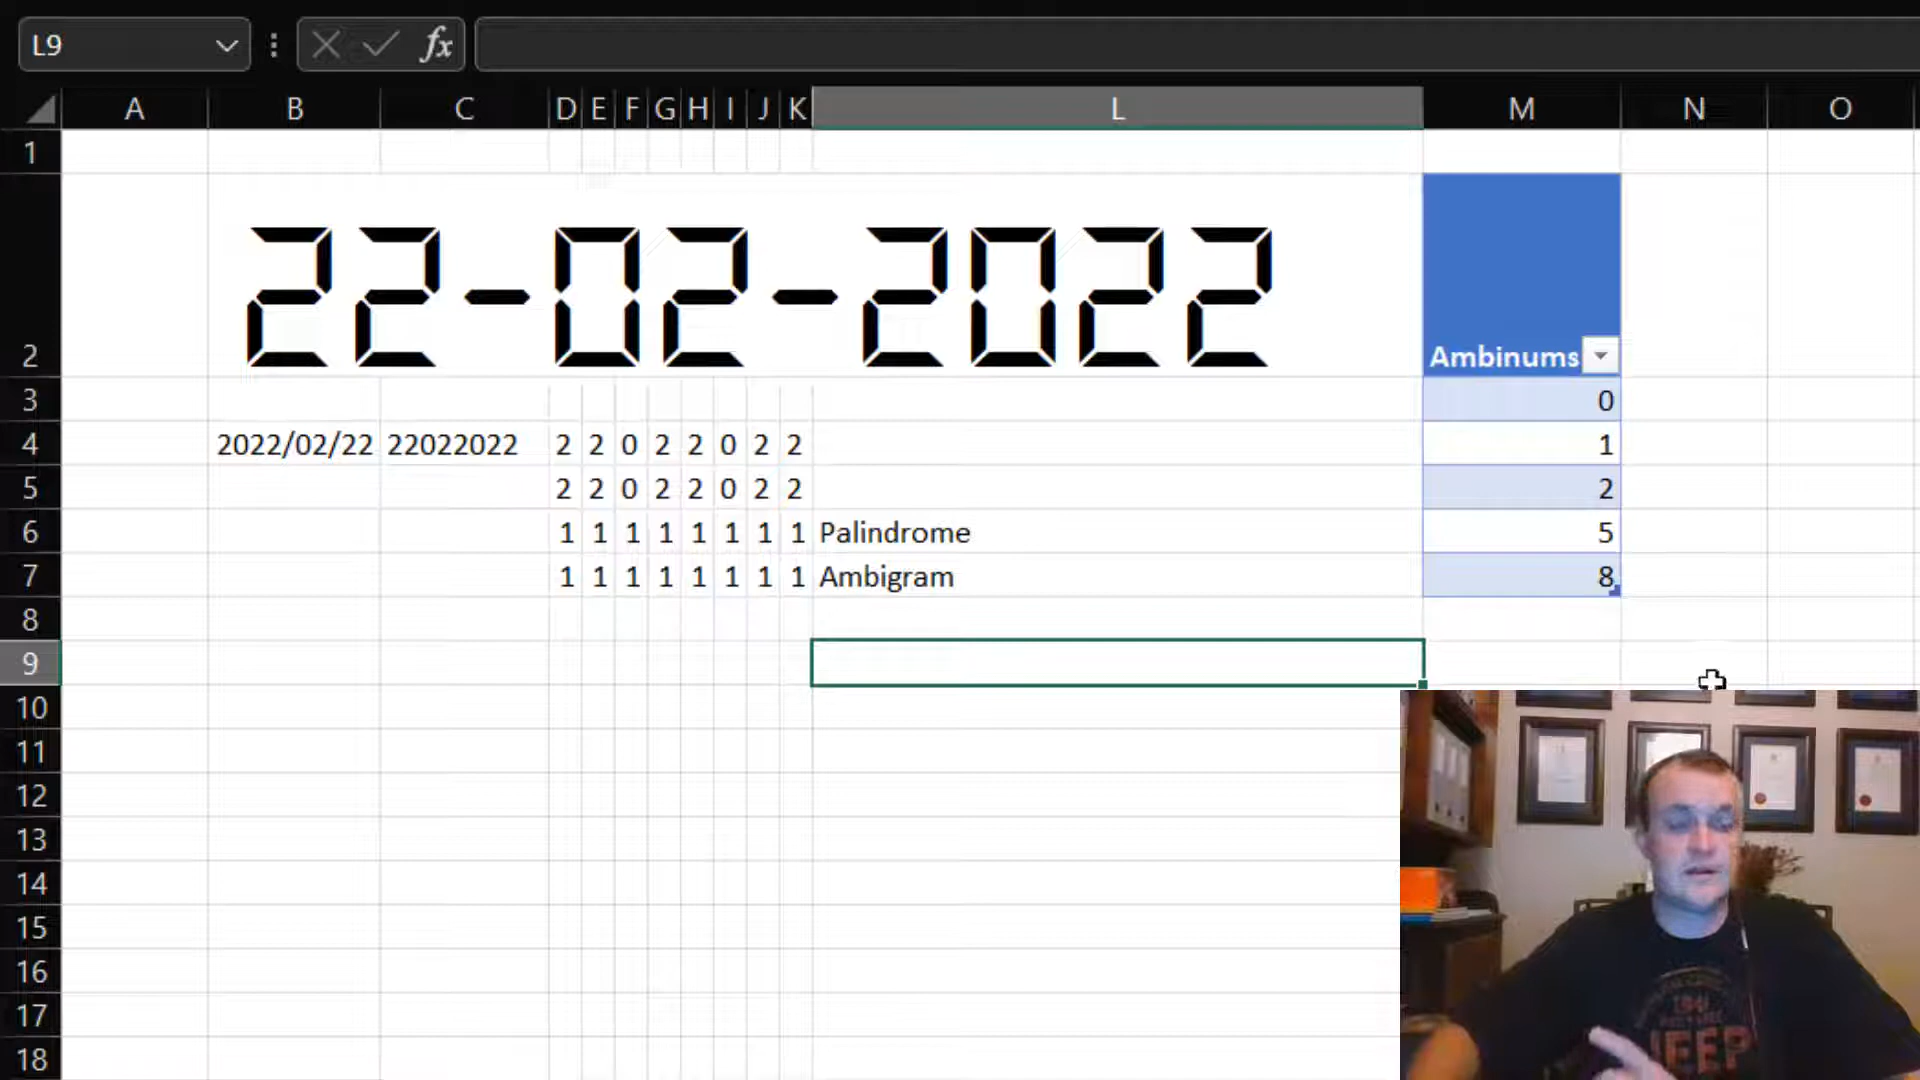 L9 fx
A B C D E F G H I J K L M N O
1
22-02-2022
2 Ambinums
3 0
4 2022/02/22 22022022 2 2 0 2 2 0 2 2 1
5 2 2 0 2 2 0 2 2 2
6 1 1 1 1 1 1 1 1 Palindrome 5
7 1 1 1 1 1 1 1 1 Ambigram 8
8
9
10
11
12
13
14
15
16
17
18